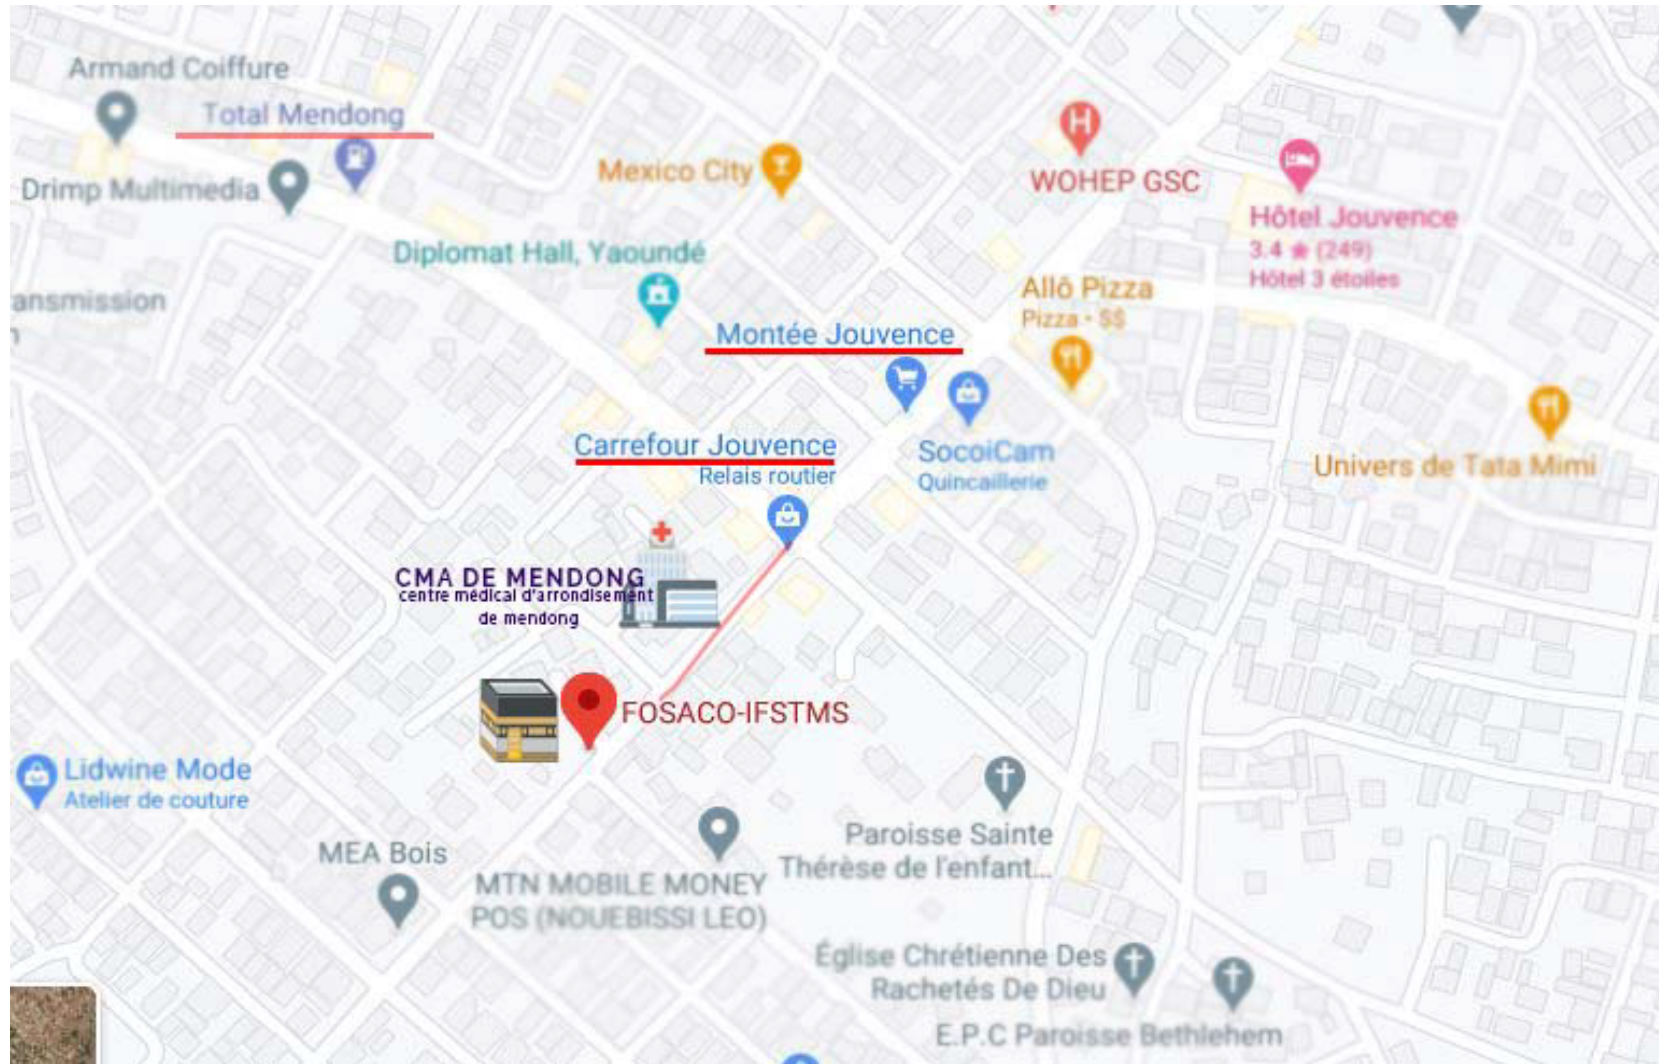 Armand Coiffure
Total Mendong
Drimp Multimedia
Mexico City
H
WOHEP GSC
Hôtel Jouvence
3.4 ★ (249)
Hôtel 3 étoiles
Diplomat Hall, Yaoundé
ansmission
Allô Pizza
Pizza · $$
Montée Jouvence
Carrefour Jouvence
Relais routier
SocoiCam
Quincaillerie
Univers de Tata Mimi
CMA DE MENDONG
centre médical d'arrondisement
de mendong
FOSACO-IFSTMS
Lidwine Mode
Atelier de couture
MEA Bois
MTN MOBILE MONEY
POS (NOUEBISSI LEO)
Paroisse Sainte
Thérèse de l'enfant...
Église Chrétienne Des
Rachetés De Dieu
E.P.C Paroisse Bethlehem